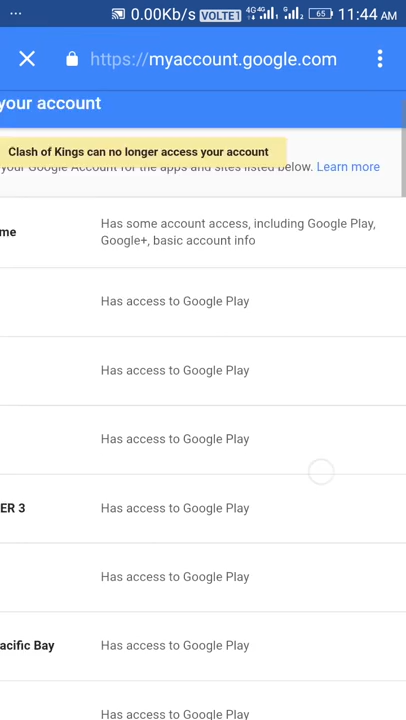 ... 0.00Kb/s VOLTE1 4G 4G G 65 11:44 AM
https://myaccount.google.com
your account
Clash of Kings can no longer access your account
your Google Account for the apps and sites listed below. Learn more
me Has some account access, including Google Play,
Google+, basic account info
Has access to Google Play
Has access to Google Play
Has access to Google Play
ER 3 Has access to Google Play
Has access to Google Play
acific Bay Has access to Google Play
Has access to Google Play